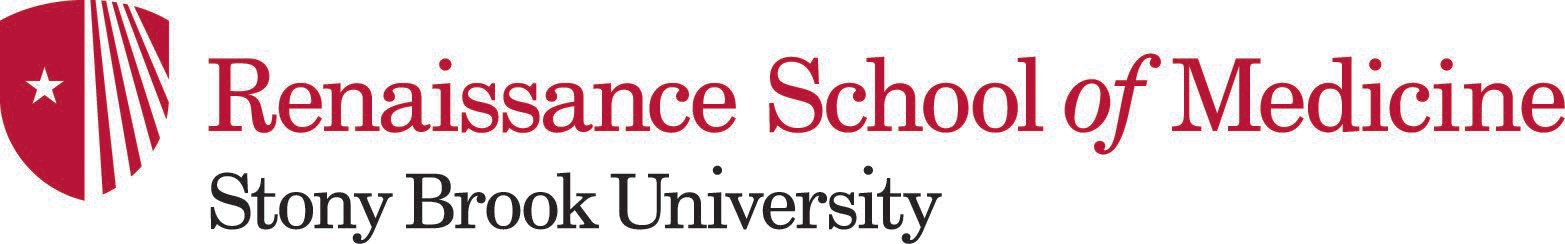 Renaissance School of Medicine
Stony Brook University